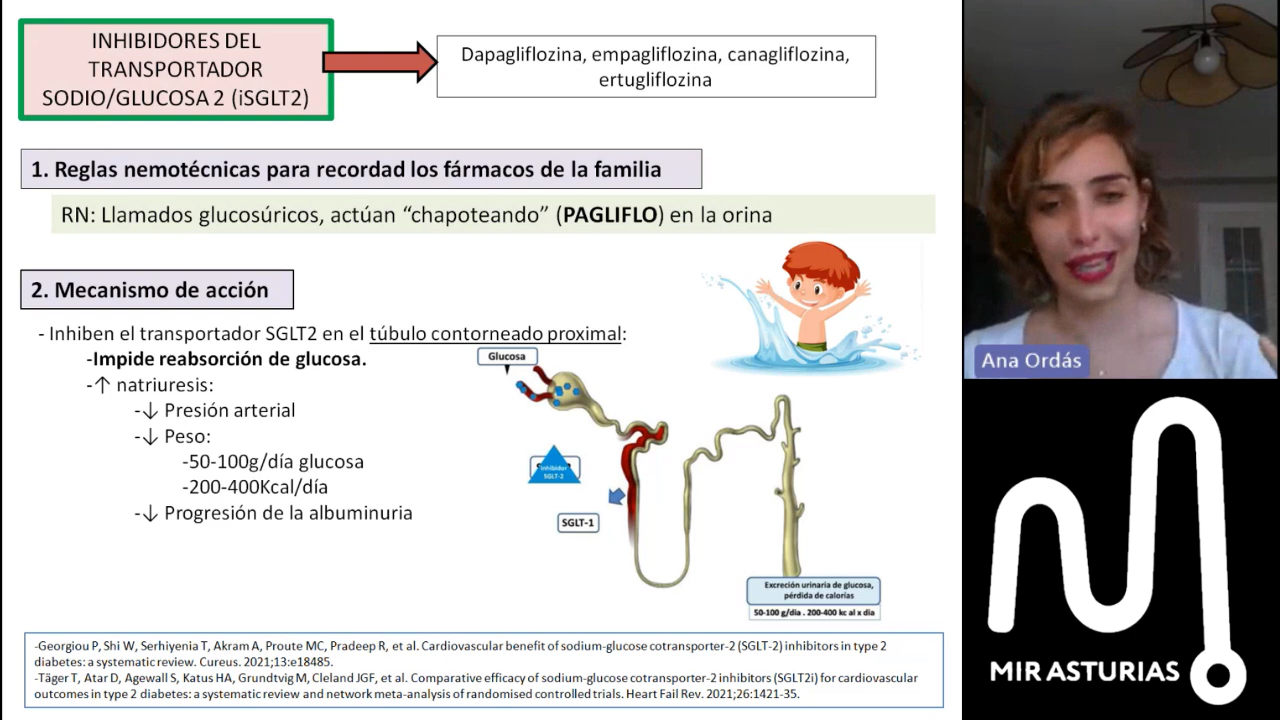 INHIBIDORES DEL
TRANSPORTADOR
SODIO/GLUCOSA 2 (iSGLT2)
Dapagliflozina, empagliflozina, canagliflozina,
ertugliflozina
1. Reglas nemotécnicas para recordad los fármacos de la familia
RN: Llamados glucosúricos, actúan “chapoteando” (PAGLIFLO) en la orina
2. Mecanismo de acción
- Inhiben el transportador SGLT2 en el túbulo contorneado proximal:
-Impide reabsorción de glucosa.
-↑ natriuresis:
-↓ Presión arterial
-↓ Peso:
-50-100g/día glucosa
-200-400Kcal/día
-↓ Progresión de la albuminuria
Glucosa
Inhibidor
SGLT-2
SGLT-1
Excreción urinaria de glucosa,
pérdida de calorías
50-100 g/dia . 200-400 kc al x dia
-Georgiou P, Shi W, Serhiyenia T, Akram A, Proute MC, Pradeep R, et al. Cardiovascular benefit of sodium-glucose cotransporter-2 (SGLT-2) inhibitors in type 2
diabetes: a systematic review. Cureus. 2021;13:e18485.
-Täger T, Atar D, Agewall S, Katus HA, Grundtvig M, Cleland JGF, et al. Comparative efficacy of sodium-glucose cotransporter-2 inhibitors (SGLT2i) for cardiovascular
outcomes in type 2 diabetes: a systematic review and network meta-analysis of randomised controlled trials. Heart Fail Rev. 2021;26:1421-35.
Ana Ordás
MIR ASTURIAS